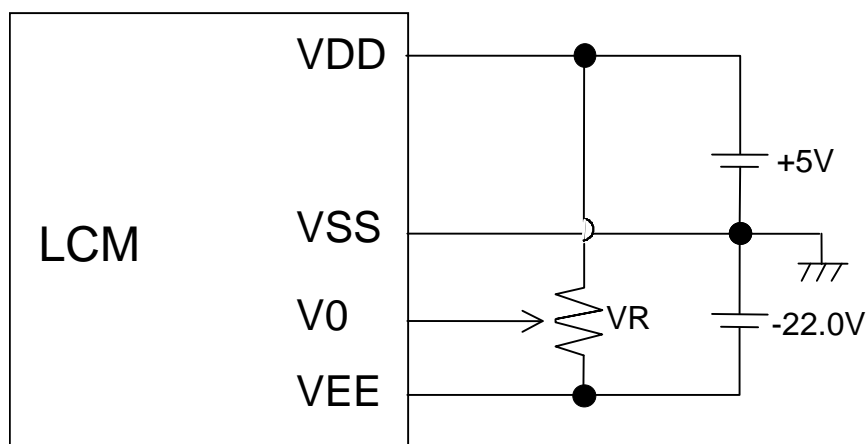 VDD
+5V
VSS
LCM
V0
VR
-22.0V
VEE